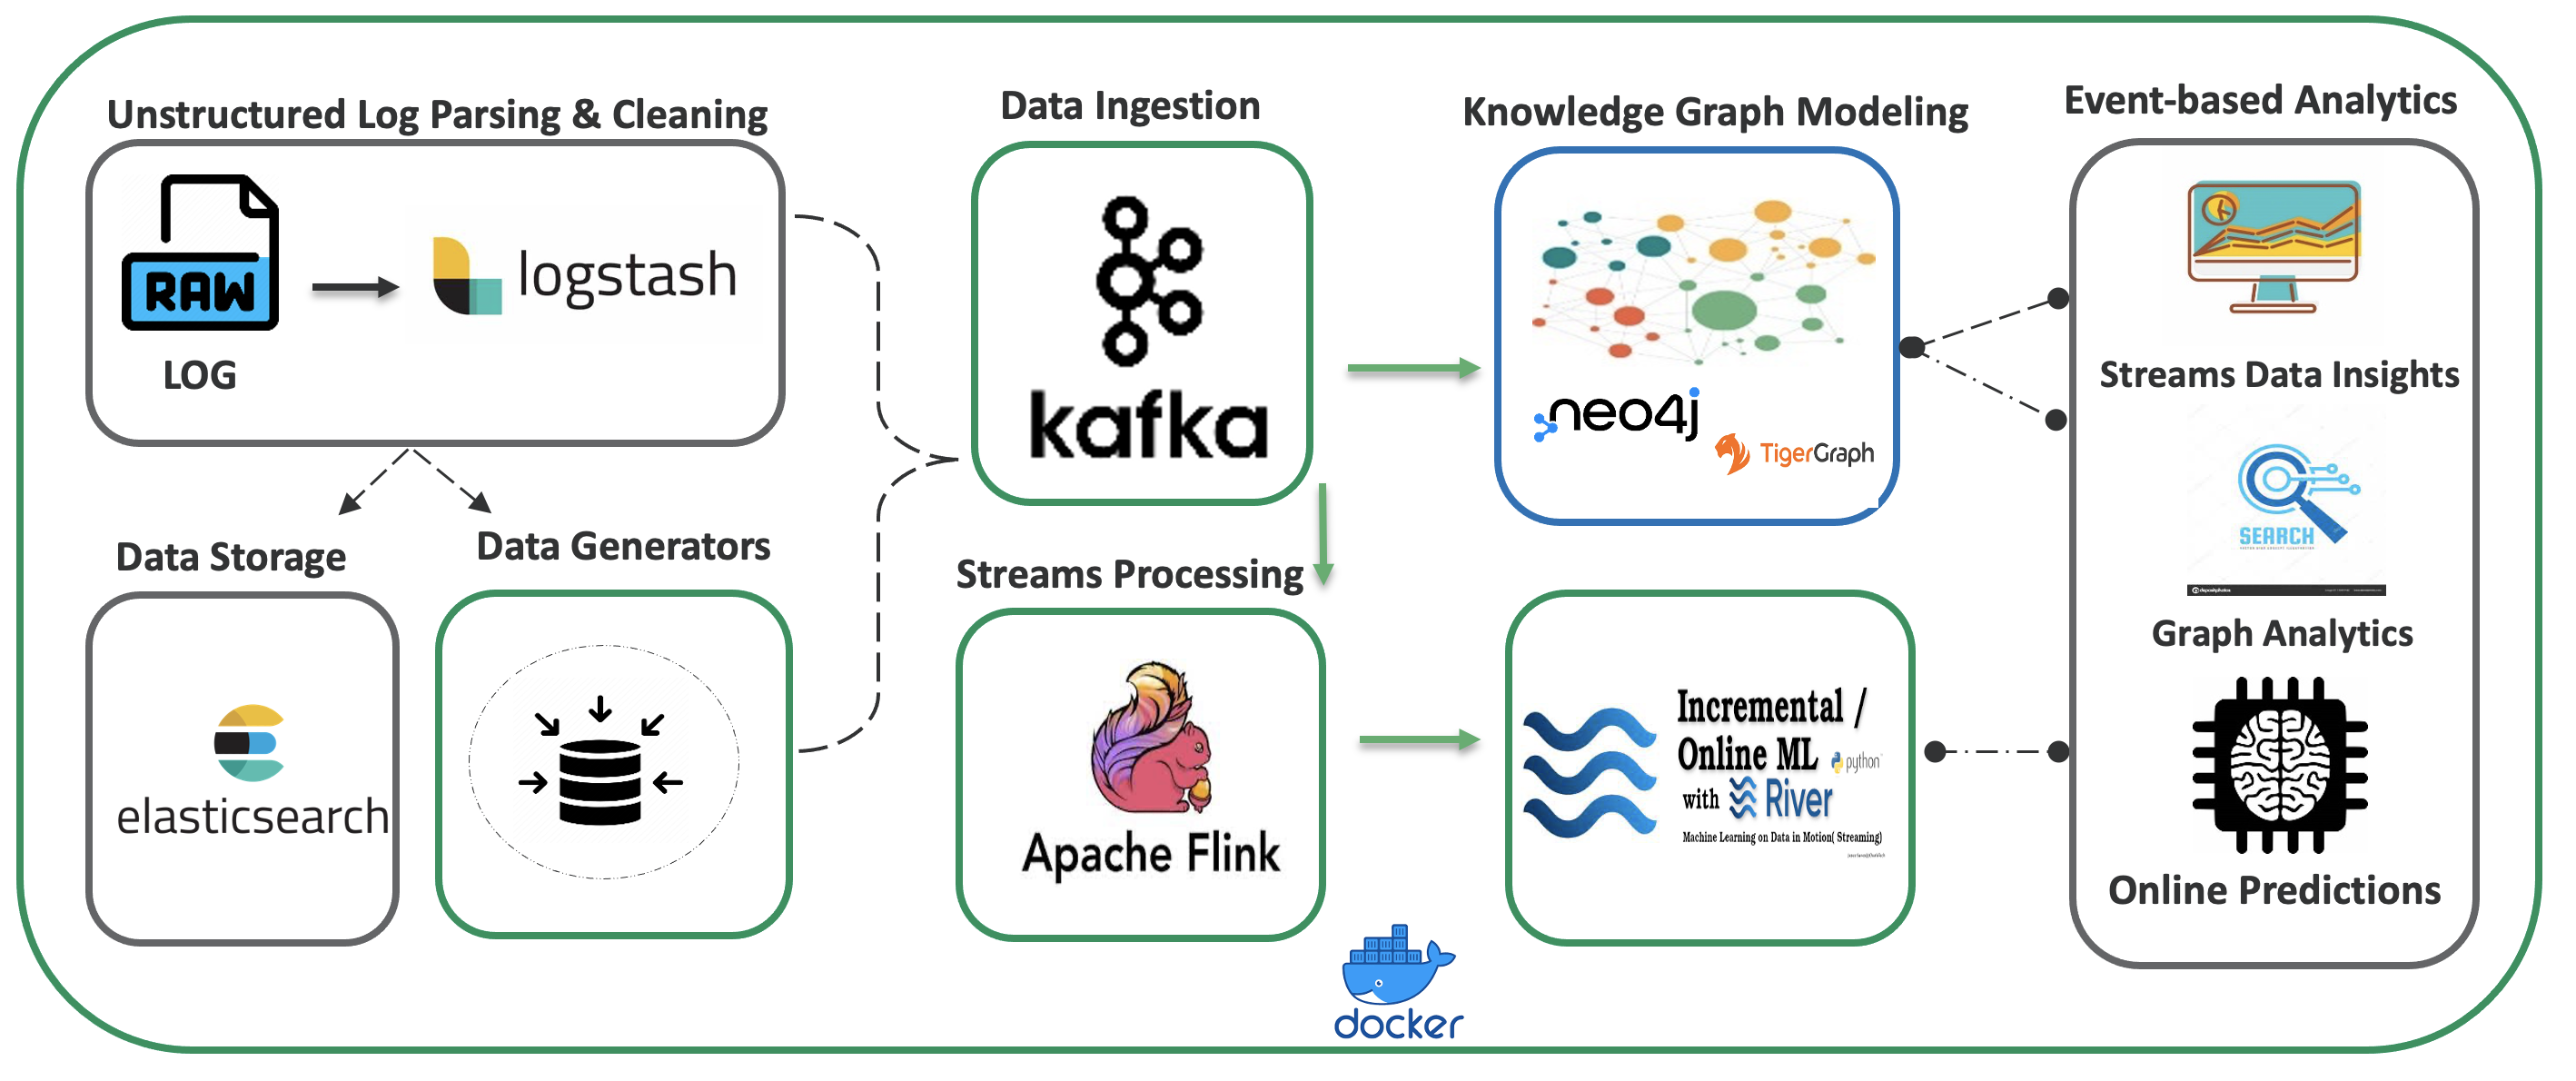 Unstructured Log Parsing & Cleaning
RAW
LOG
logstash
Data Storage
elasticsearch
Data Generators
Data Ingestion
kafka
Streams Processing
Apache Flink
Knowledge Graph Modeling
neo4j
TigerGraph
Incremental /
Online ML
python
with River
Machine Learning on Data in Motion( Streaming)
docker
Event-based Analytics
Streams Data Insights
SEARCH
depositphotos
Graph Analytics
Online Predictions